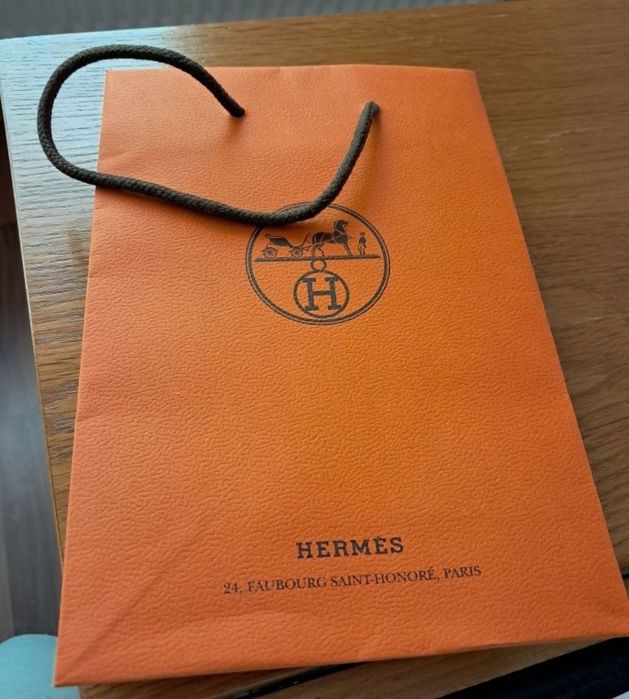 H
HERMÈS
24, FAUBOURG SAINT-HONORÉ, PARIS